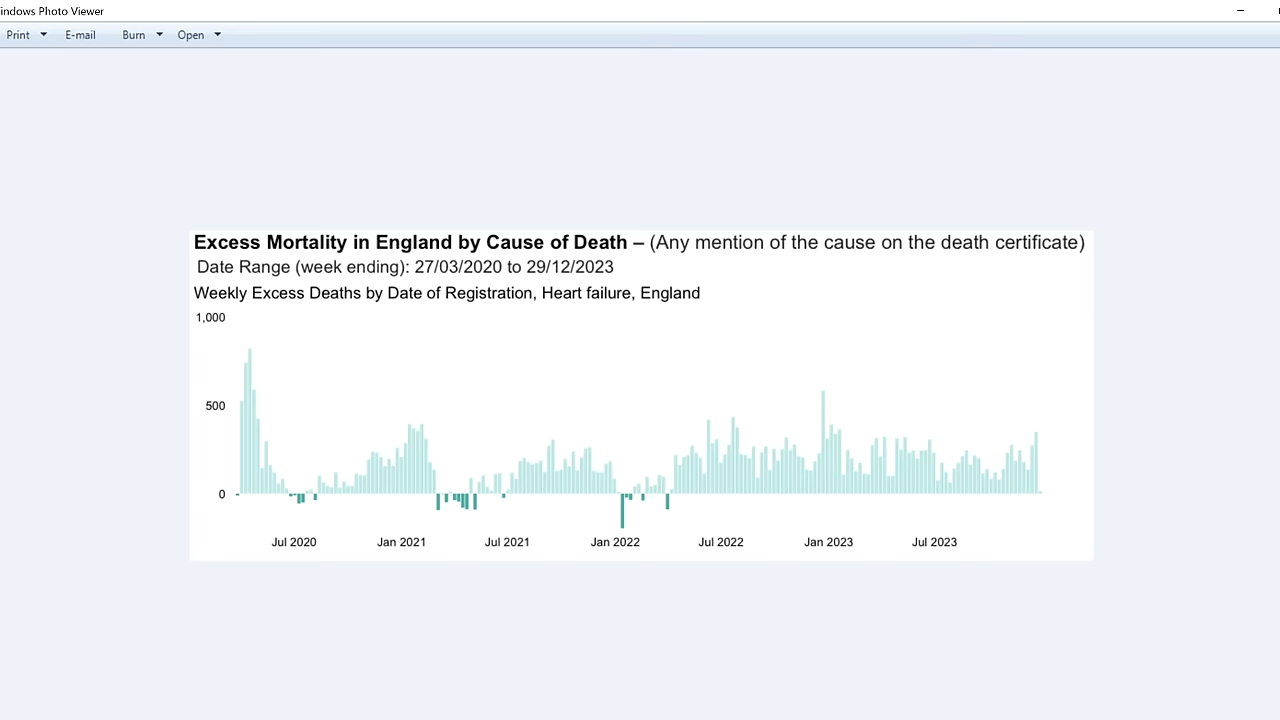 indows Photo Viewer
Print E-mail Burn Open
Excess Mortality in England by Cause of Death – (Any mention of the cause on the death certificate)
Date Range (week ending): 27/03/2020 to 29/12/2023
Weekly Excess Deaths by Date of Registration, Heart failure, England
1,000
500
0
Jul 2020 Jan 2021 Jul 2021 Jan 2022 Jul 2022 Jan 2023 Jul 2023